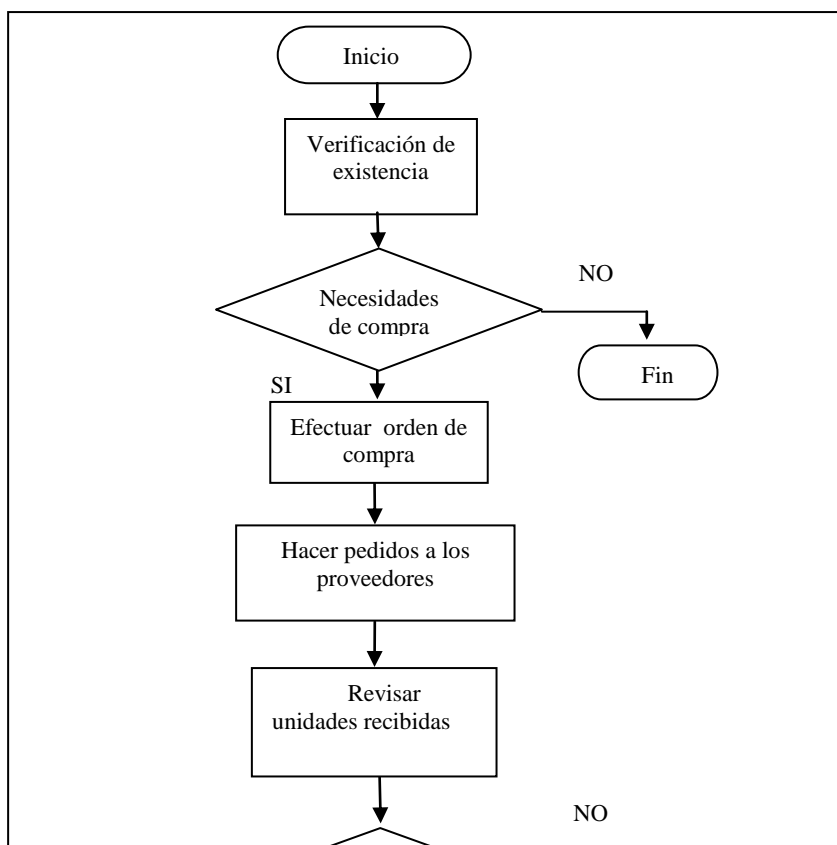 Inicio
Verificación de
existencia
NO
Necesidades
de compra
Fin
SI
Efectuar orden de
compra
Hacer pedidos a los
proveedores
Revisar
unidades recibidas
NO